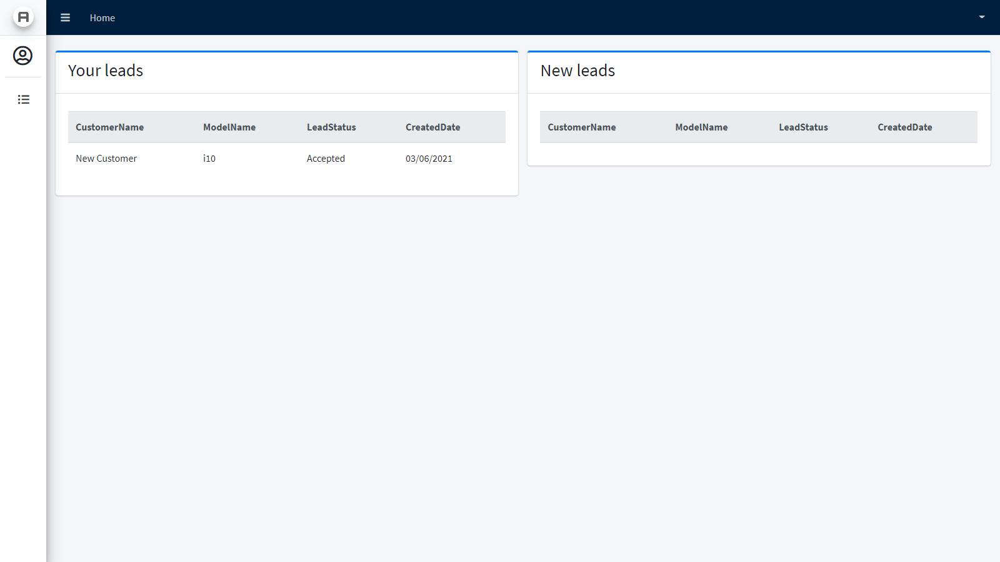 Home
Your leads
CustomerName ModelName LeadStatus CreatedDate
New Customer i10 Accepted 03/06/2021
New leads
CustomerName ModelName LeadStatus CreatedDate